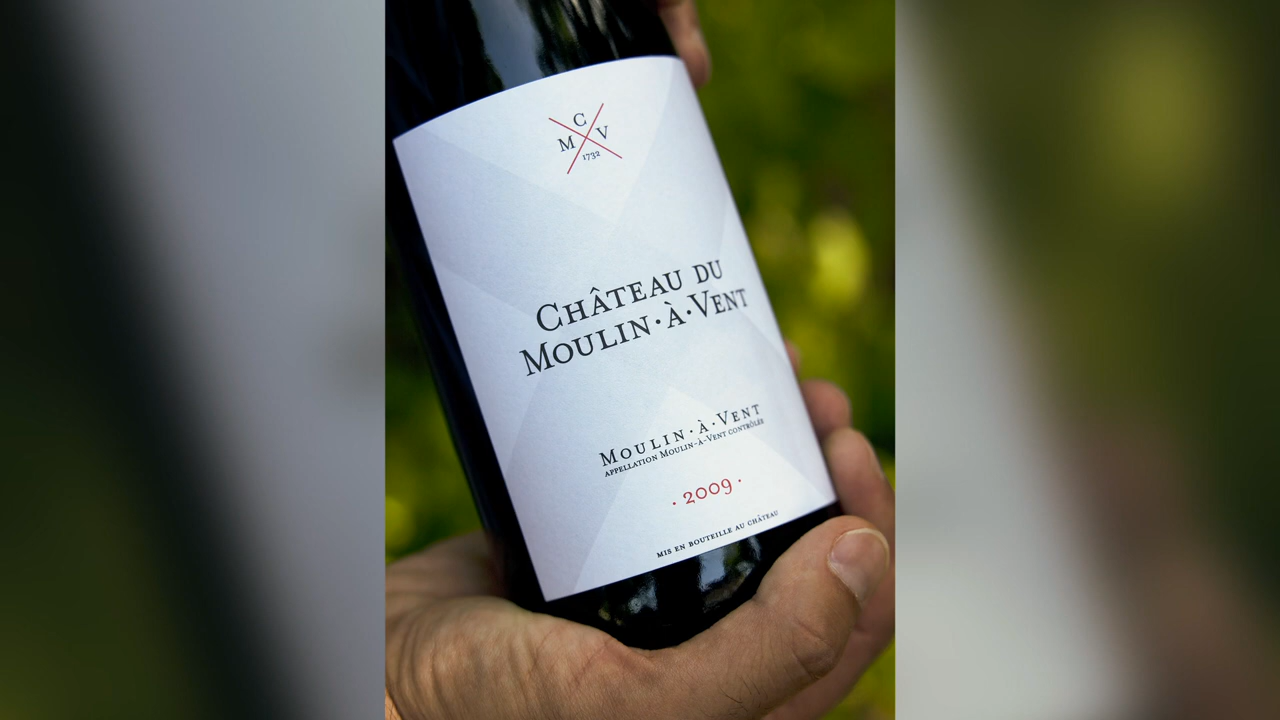 C
M V
1732
CHÂTEAU DU
MOULIN·À·VENT
MOULIN·À·VENT
APPELLATION MOULIN-À-VENT CONTRÔLÉE
· 2009 ·
MIS EN BOUTEILLE AU CHÂTEAU